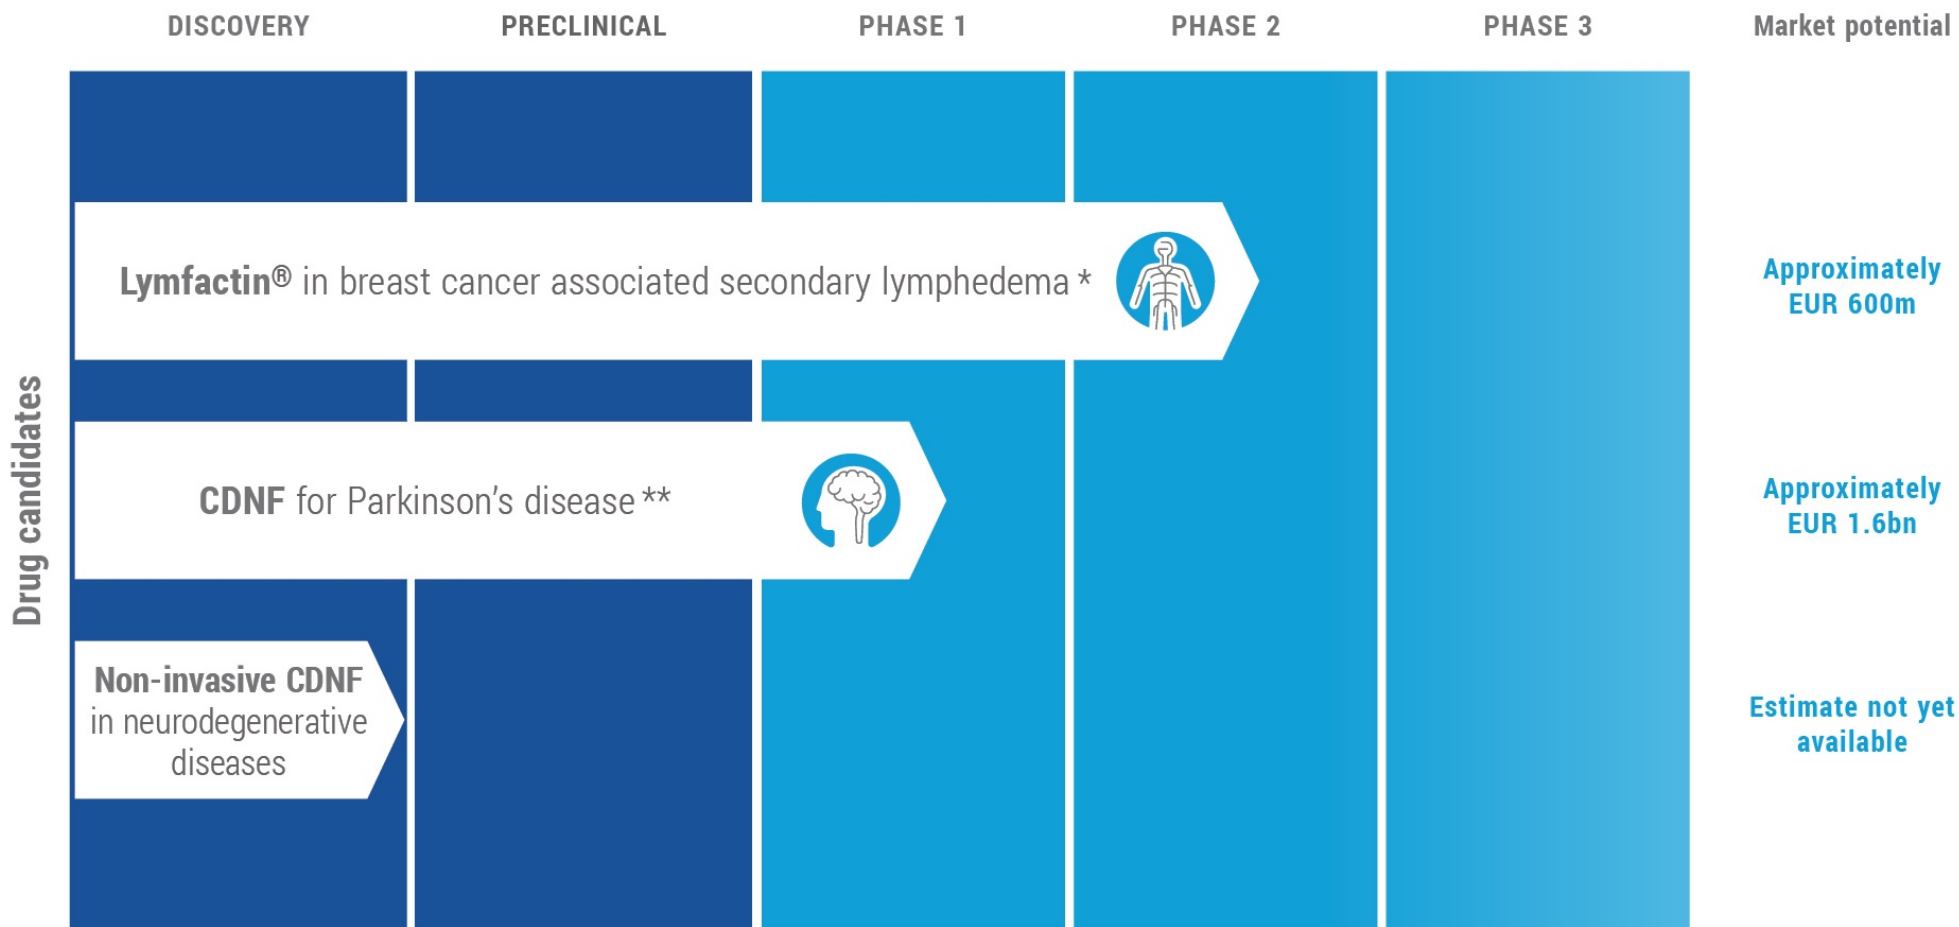 DISCOVERY PRECLINICAL PHASE 1 PHASE 2 PHASE 3 Market potential
Drug candidates
Lymfactin® in breast cancer associated secondary lymphedema *
Approximately
EUR 600m
CDNF for Parkinson’s disease **
Approximately
EUR 1.6bn
Non-invasive CDNF
in neurodegenerative
diseases
Estimate not yet
available